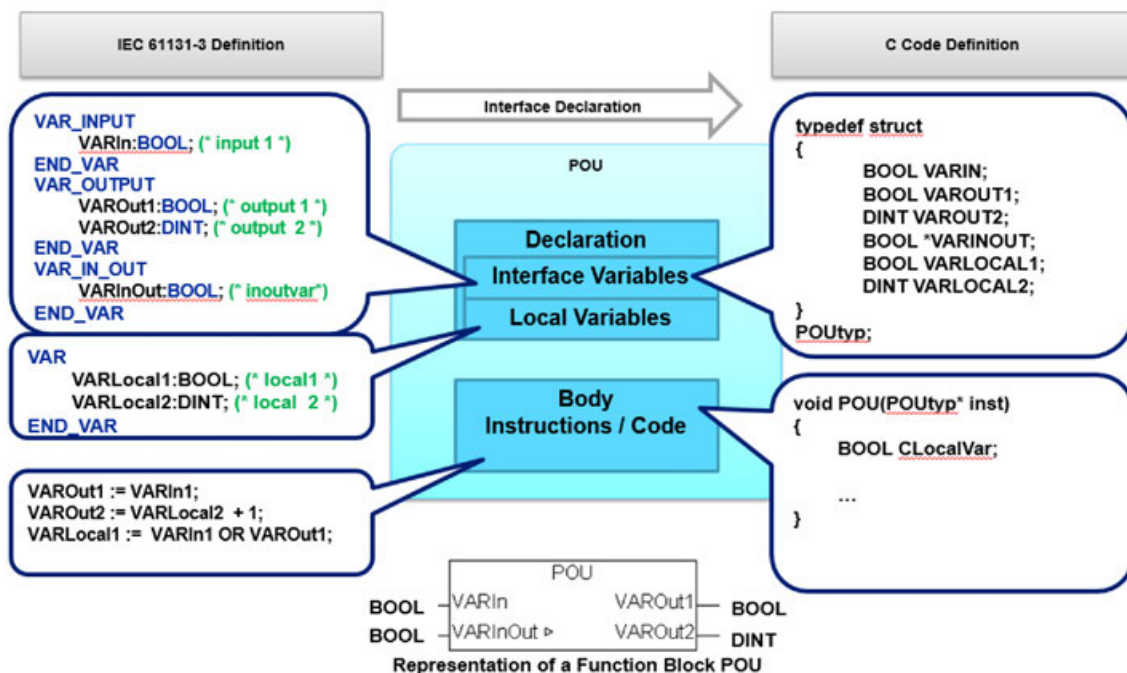 IEC 61131-3 Definition
C Code Definition
Interface Declaration
VAR_INPUT
VARIn:BOOL; (* input 1 *)
END_VAR
VAR_OUTPUT
VAROut1:BOOL; (* output 1 *)
VAROut2:DINT; (* output 2 *)
END_VAR
VAR_IN_OUT
VARInOut:BOOL; (* inoutvar*)
END_VAR
VAR
VARLocal1:BOOL; (* local1 *)
VARLocal2:DINT; (* local 2 *)
END_VAR
VAROut1 := VARIn1;
VAROut2 := VARLocal2 + 1;
VARLocal1 := VARIn1 OR VAROut1;
POU
Declaration
Interface Variables
Local Variables
Body
Instructions / Code
typedef struct
{
BOOL VARIN;
BOOL VAROUT1;
DINT VAROUT2;
BOOL *VARINOUT;
BOOL VARLOCAL1;
DINT VARLOCAL2;
}
POUtyp;
void POU(POUtyp* inst)
{
BOOL CLocalVar;
...
}
POU
BOOL VARIn VAROut1 BOOL
BOOL VARInOut ▹ VAROut2 DINT
Representation of a Function Block POU